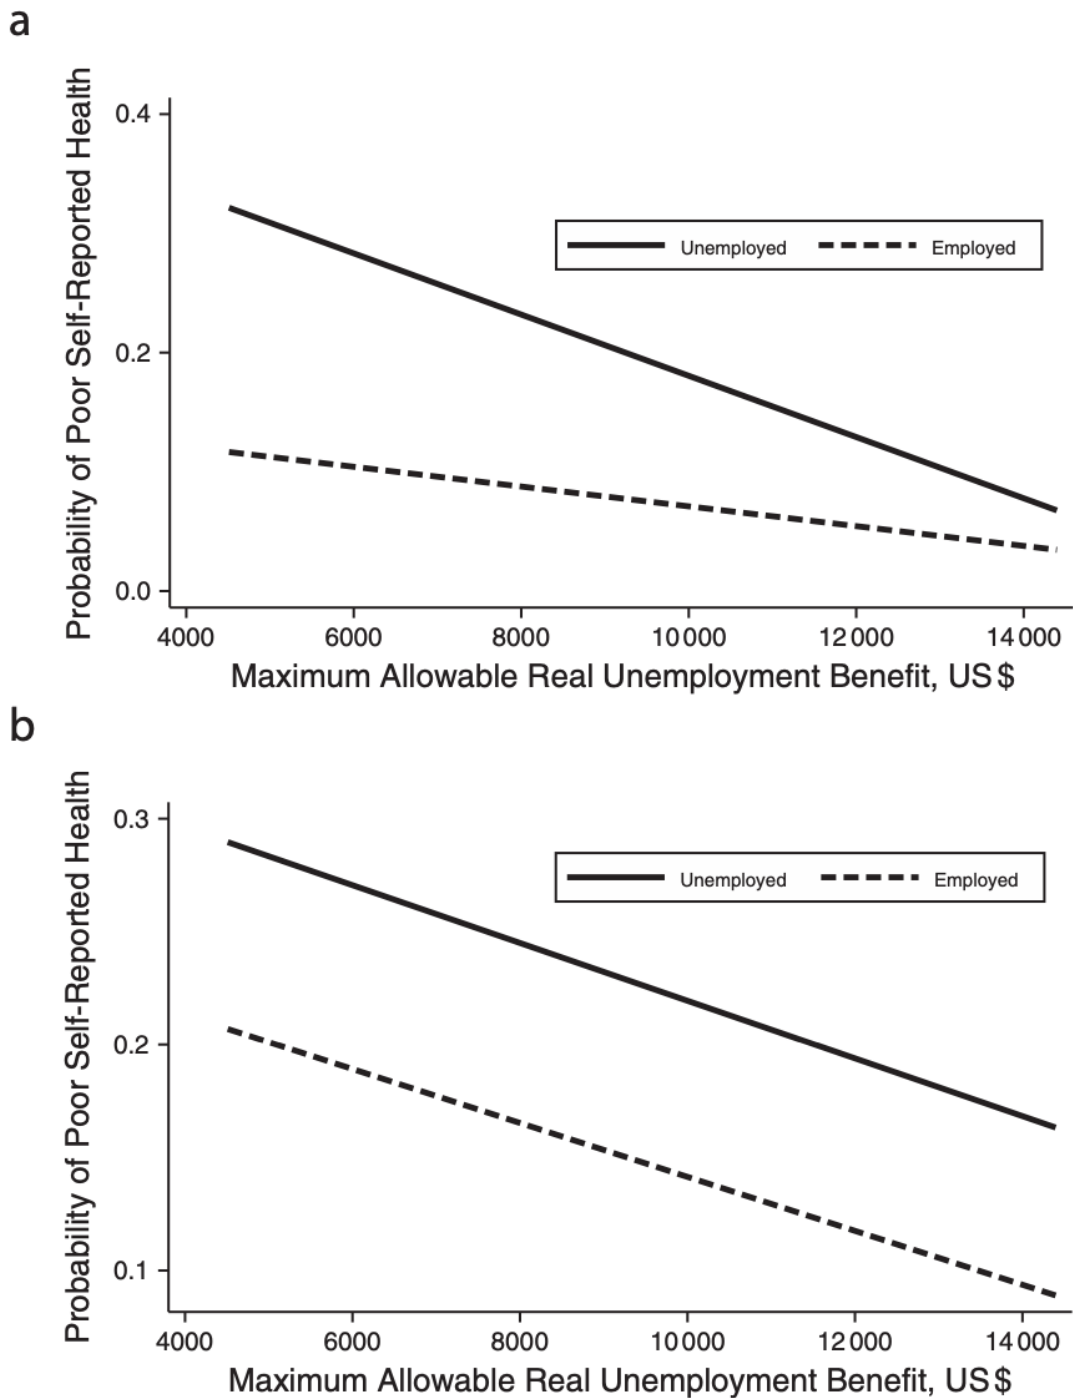 a
Probability of Poor Self-Reported Health
0.4
0.2
0.0
Unemployed Employed
4000 6000 8000 10 000 12 000 14 000
Maximum Allowable Real Unemployment Benefit, US $
b
Probability of Poor Self-Reported Health
0.3
0.2
0.1
Unemployed Employed
4000 6000 8000 10 000 12 000 14 000
Maximum Allowable Real Unemployment Benefit, US $